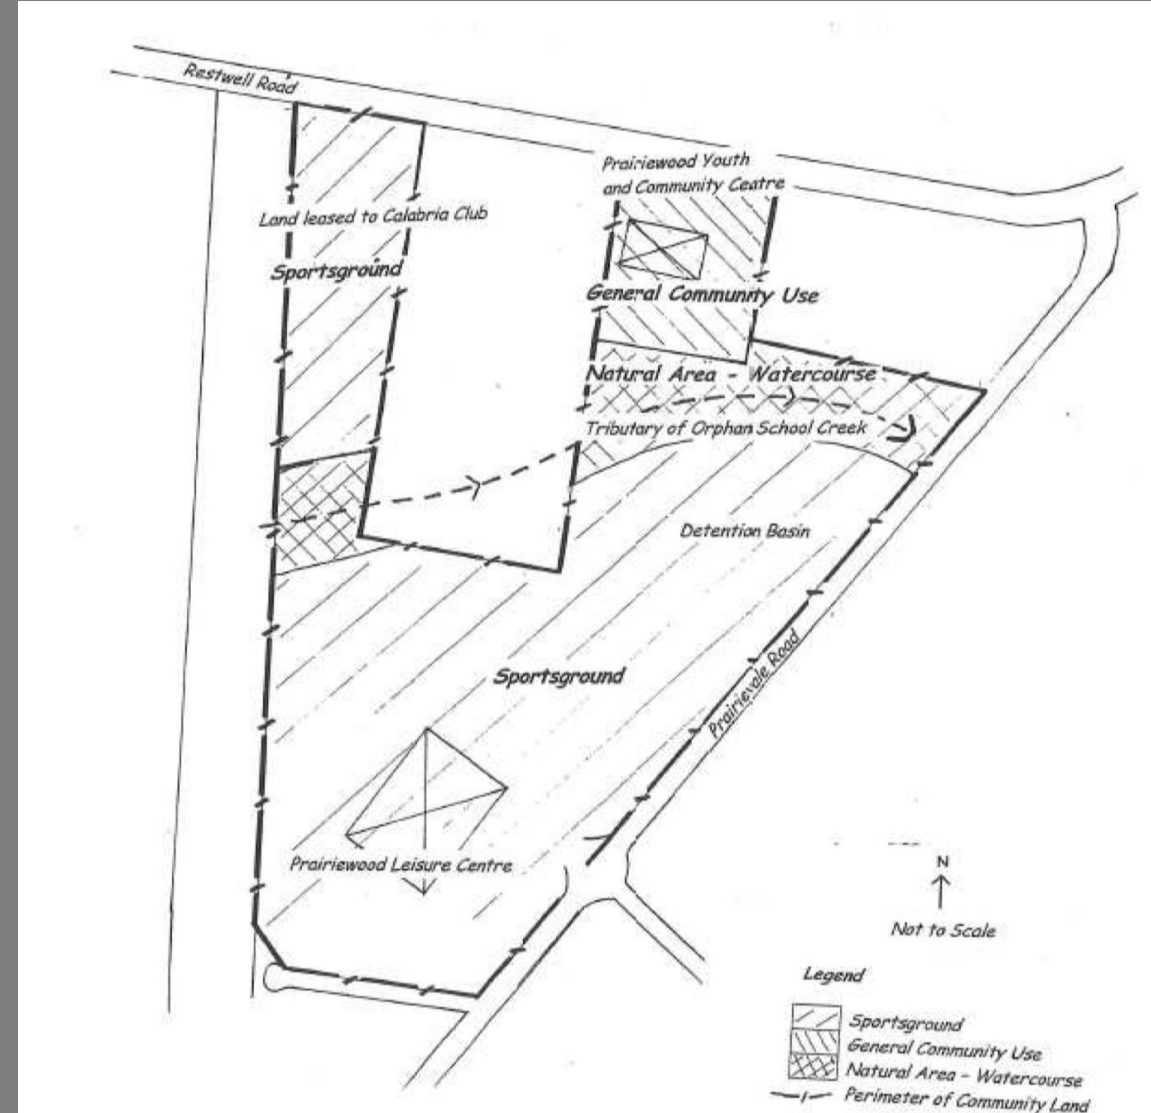 Restwell Road
Prairiewood Youth
and Community Centre
Land leased to Calabria Club
Sportsground
General Community Use
Natural Area - Watercourse
Tributary of Orphan School Creek
Detention Basin
Sportsground
Prairievale Road
Prairiewood Leisure Centre
N
Not to Scale
Legend
Sportsground
General Community Use
Natural Area - Watercourse
Perimeter of Community Land